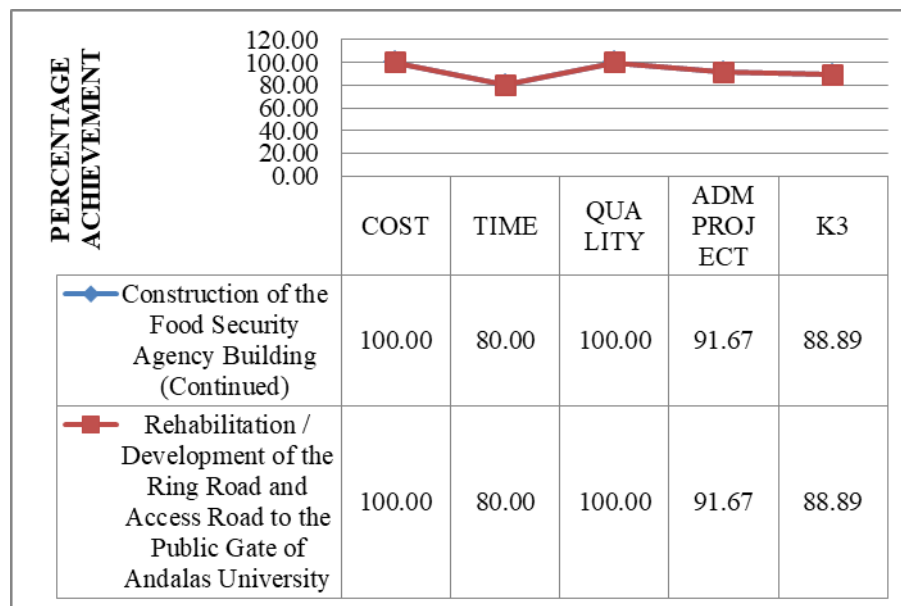 PERCENTAGE
ACHIEVEMENT
120.00
100.00
80.00
60.00
40.00
20.00
0.00
COST
TIME
QUA
LITY
ADM
PROJ
ECT
K3
Construction of the
Food Security
Agency Building
(Continued)
100.00
80.00
100.00
91.67
88.89
Rehabilitation /
Development of the
Ring Road and
Access Road to the
Public Gate of
Andalas University
100.00
80.00
100.00
91.67
88.89